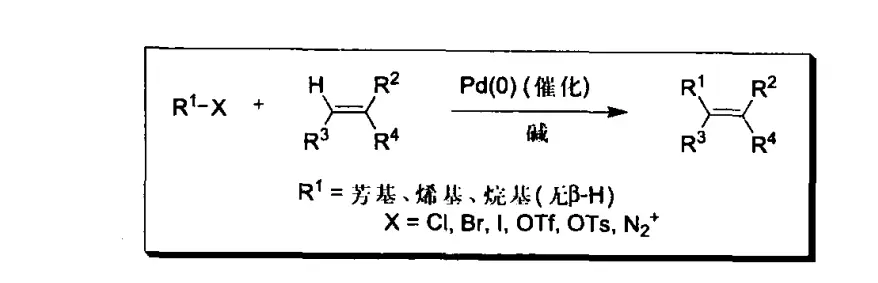 R¹-X + H R² R³ R⁴ Pd(0) (催化) 碱 R¹ R² R³ R⁴
R¹ = 芳基、烯基、烷基(无β-H)
X = Cl, Br, I, OTf, OTs, N₂⁺